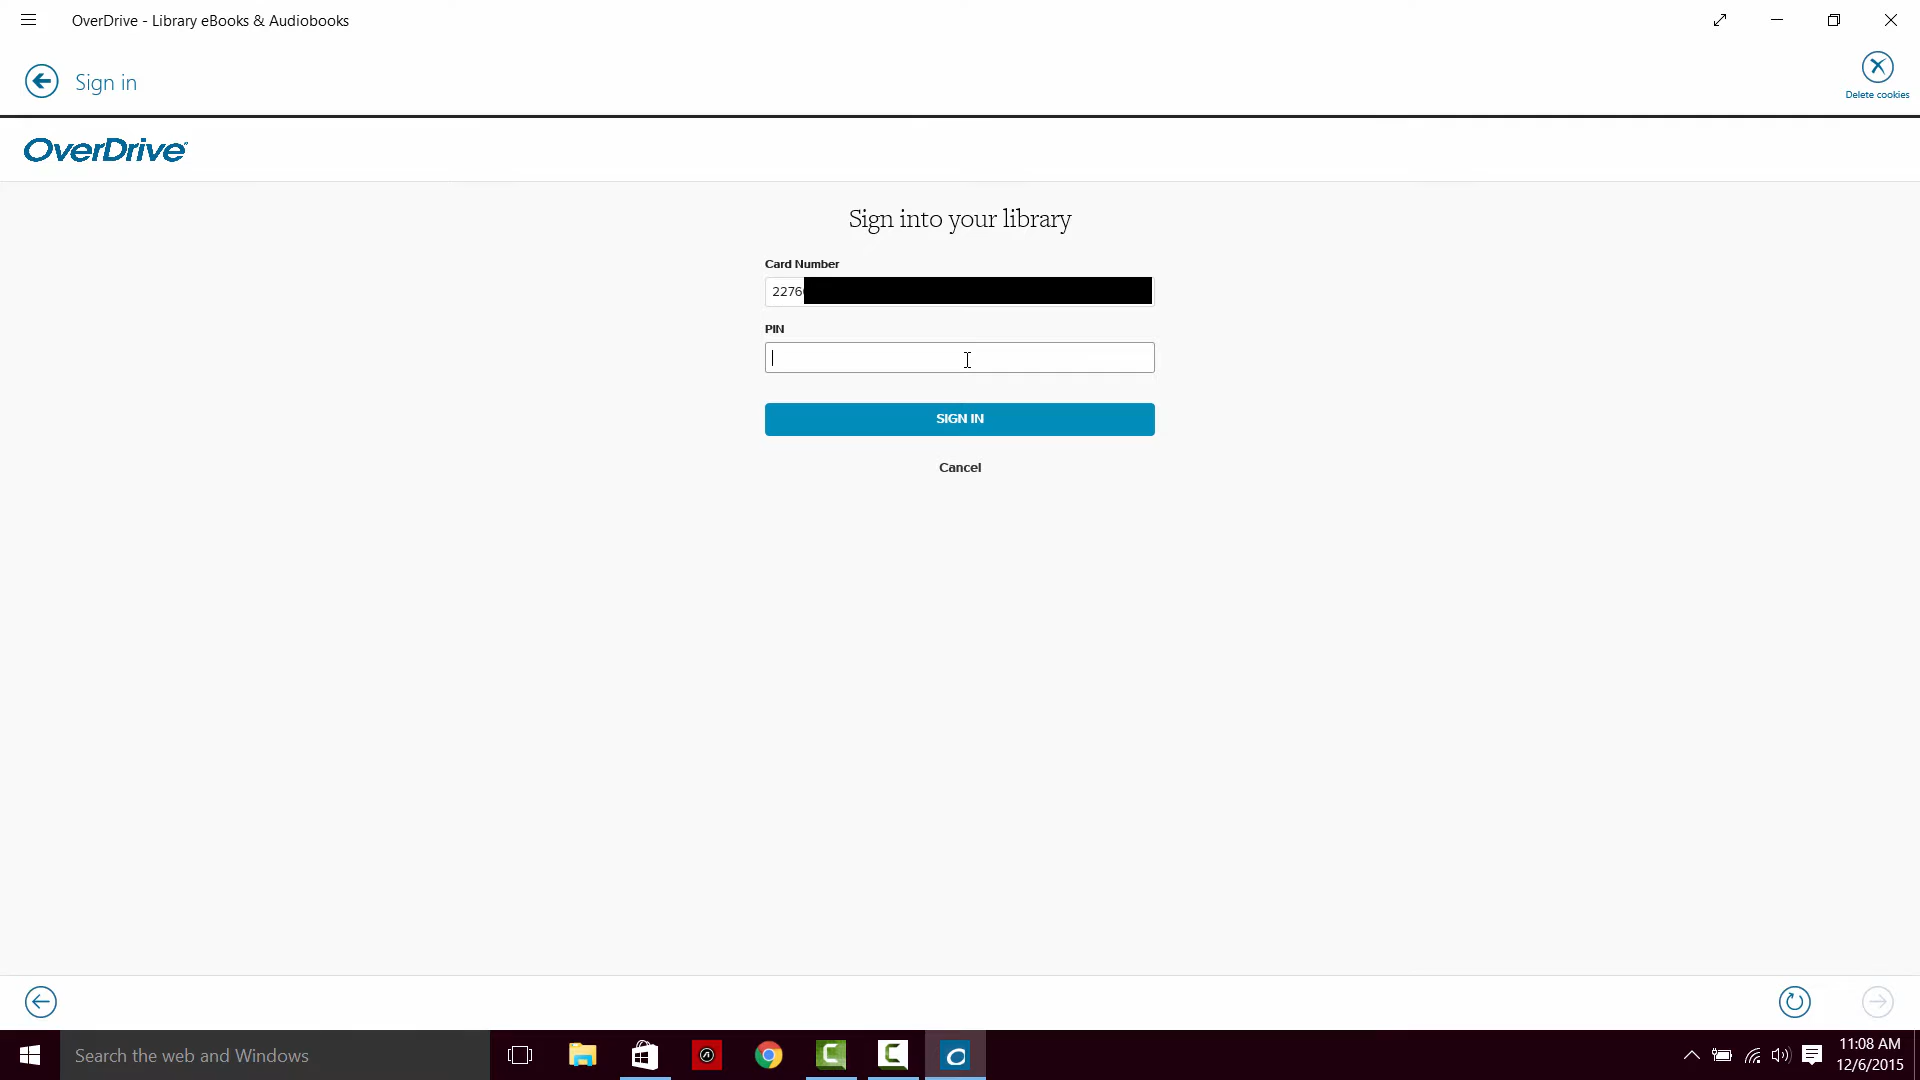 OverDrive - Library eBooks & Audiobooks
Sign in
Delete cookies
OverDrive
Sign into your library
Card Number
2276
PIN
SIGN IN
Cancel
Search the web and Windows
11:08 AM
12/6/2015